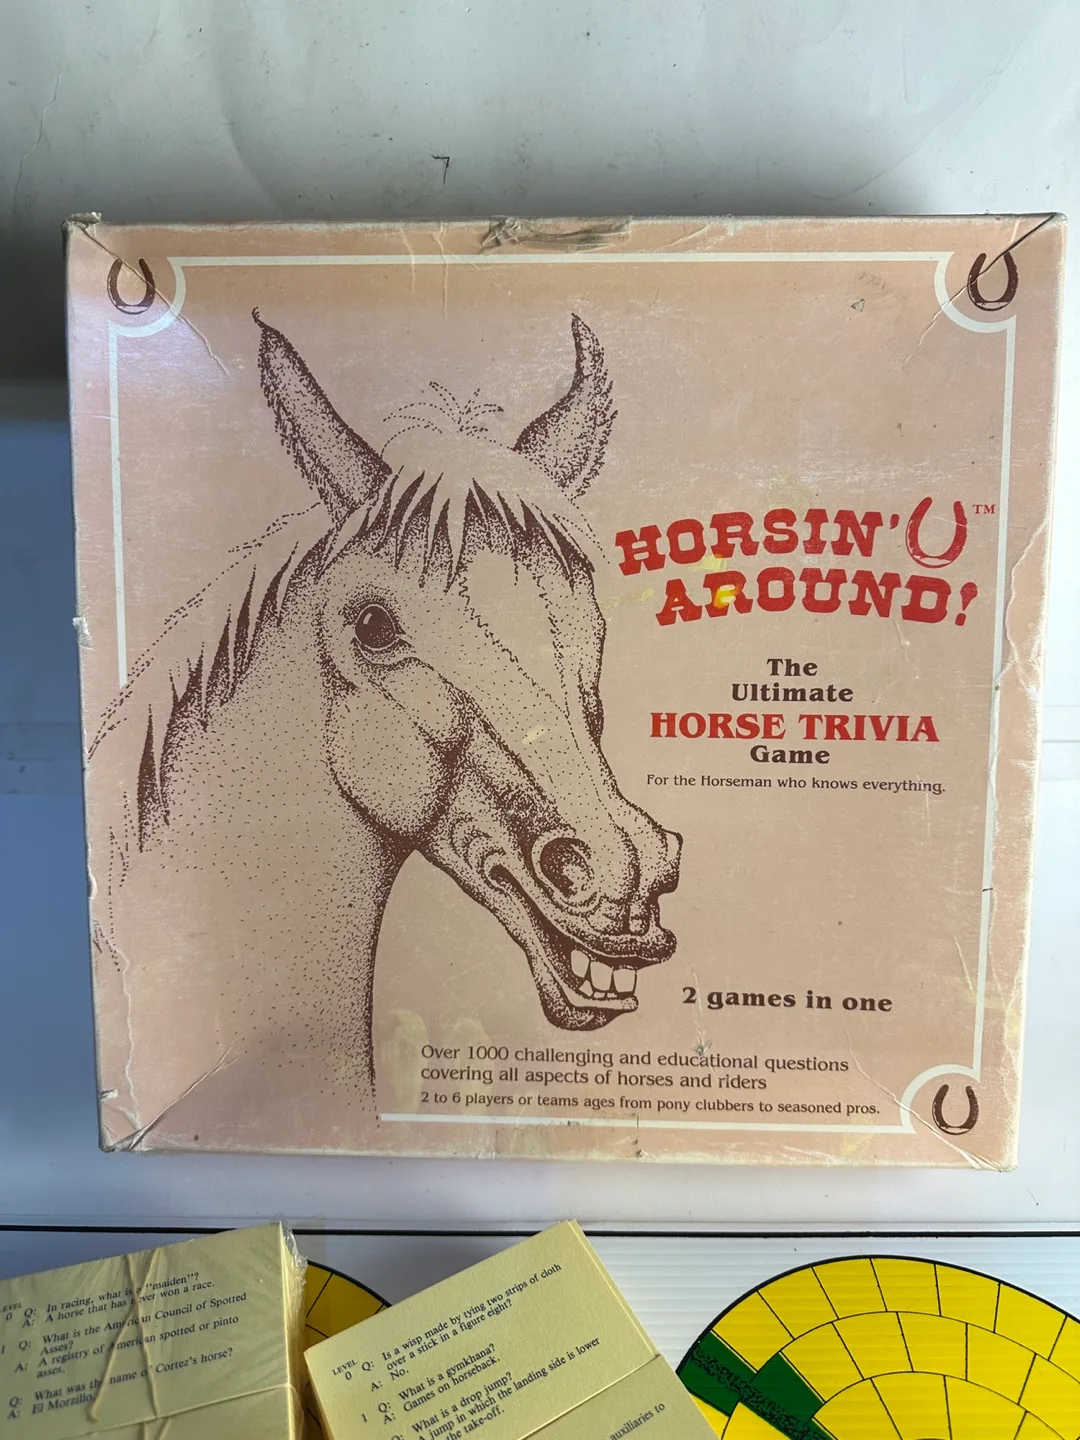 HORSIN' TM
AROUND!
The
Ultimate
HORSE TRIVIA
Game
For the Horseman who knows everything.
2 games in one
Over 1000 challenging and educational questions
covering all aspects of horses and riders
2 to 6 players or teams ages from pony clubbers to seasoned pros.
LEVEL
0 Q: In racing, what is a "maiden"?
A: A horse that has never won a race.
1 Q: What is the American Council of Spotted
Asses?
A: A registry of American spotted or pinto
asses.
Q: What was the name of Cortez's horse?
A: El Morzillo.
LEVEL
0 Q: Is a wisp made by tying two strips of cloth
over a stick in a figure eight?
A: No.
1 Q: What is a gymkhana?
A: Games on horseback.
Q: What is a drop jump?
A jump in which the landing side is lower
the take-off.
auxiliaries to